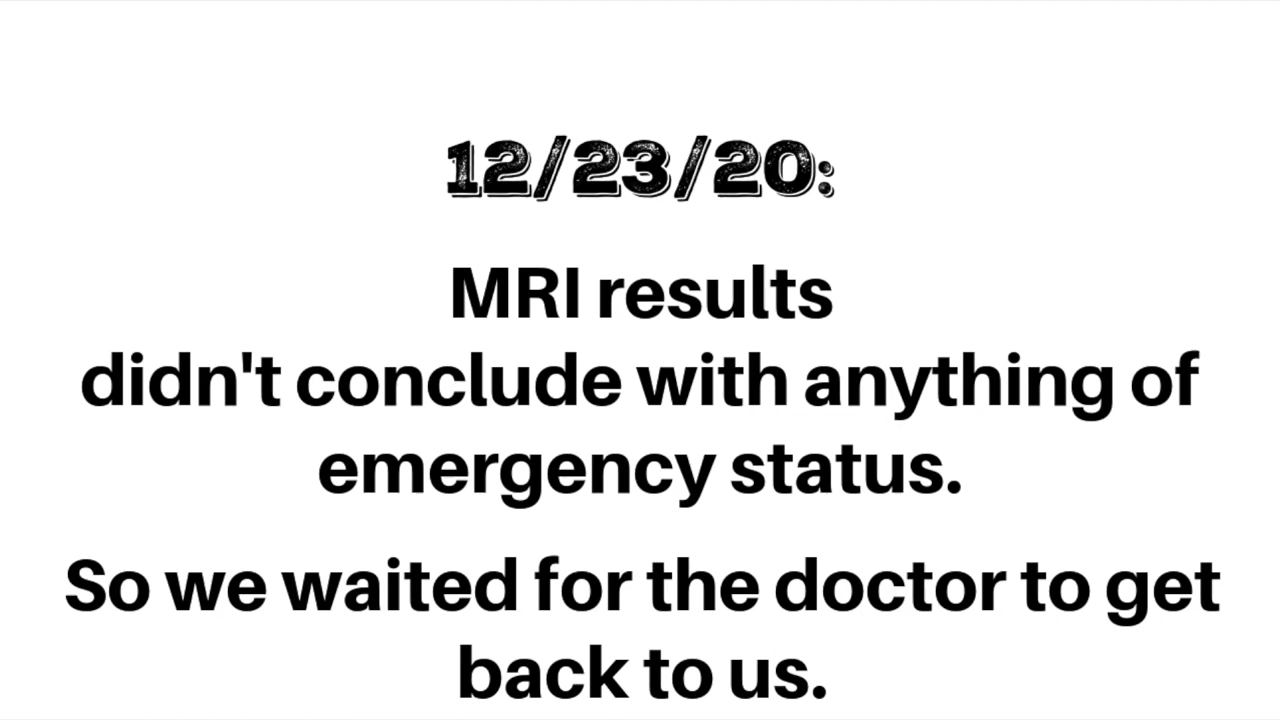 12/23/20:
MRI results
didn't conclude with anything of
emergency status.
So we waited for the doctor to get
back to us.